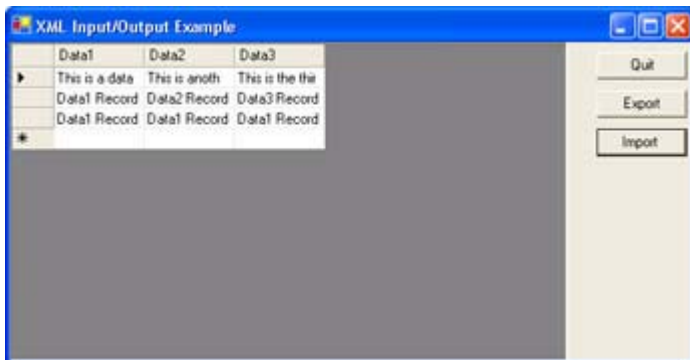 XML Input/Output Example
Data1 Data2 Data3
This is a data This is anoth This is the thir
Data1 Record Data2 Record Data3 Record
Data1 Record Data1 Record Data1 Record
Quit
Export
Import